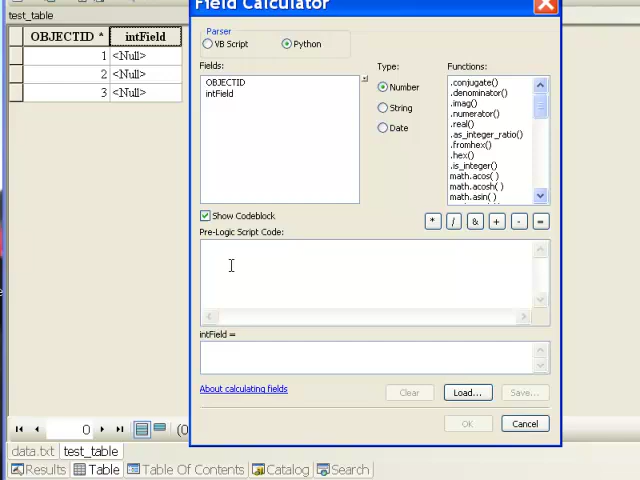 Field Calculator
test_table
OBJECTID * intField
1 <Null>
2 <Null>
3 <Null>
Parser
VB Script Python
Fields: Type: Functions:
OBJECTID
intField
Number
String
Date
.conjugate()
.denominator()
.imag()
.numerator()
.real()
.as_integer_ratio()
.fromhex()
.hex()
.is_integer()
math.acos( )
math.acosh( )
math.asin( )
Show Codeblock * / & + - =
Pre-Logic Script Code:
intField =
About calculating fields Clear Load... Save...
OK Cancel
0 (0
data.txt test_table
Results Table Table Of Contents Catalog Search